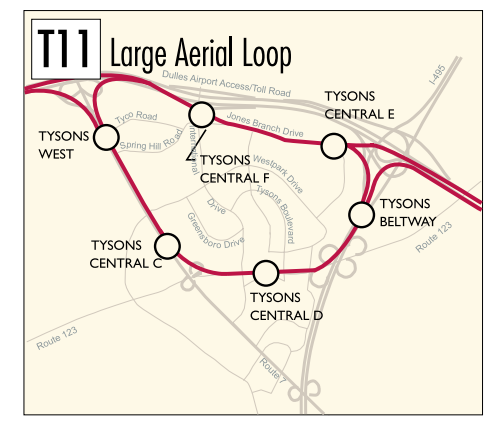 T11 Large Aerial Loop
Dulles Airport Access/Toll Road
I-495
TYSONS
CENTRAL E
Tyco Road
Jones Branch Drive
TYSONS
WEST
Spring Hill Road
International
Drive
TYSONS
CENTRAL F
Westpark Drive
Tysons Boulevard
TYSONS
BELTWAY
Greensboro Drive
Route 123
TYSONS
CENTRAL C
TYSONS
CENTRAL D
Route 123
Route 7